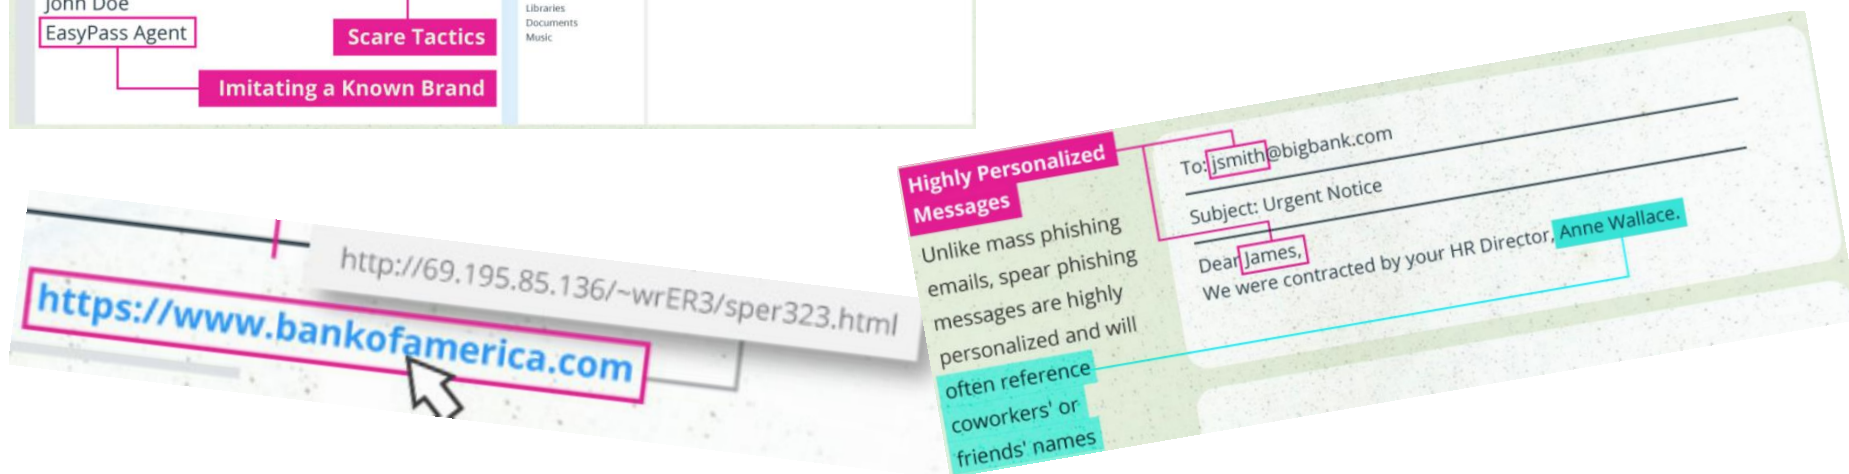 John Doe
EasyPass Agent
Scare Tactics
Imitating a Known Brand
Libraries
Documents
Music
http://69.195.85.136/~wrER3/sper323.html
https://www.bankofamerica.com
Highly Personalized
Messages
Unlike mass phishing
emails, spear phishing
messages are highly
personalized and will
often reference
coworkers' or
friends' names
To: jsmith@bigbank.com
Subject: Urgent Notice
Dear James,
We were contracted by your HR Director, Anne Wallace.